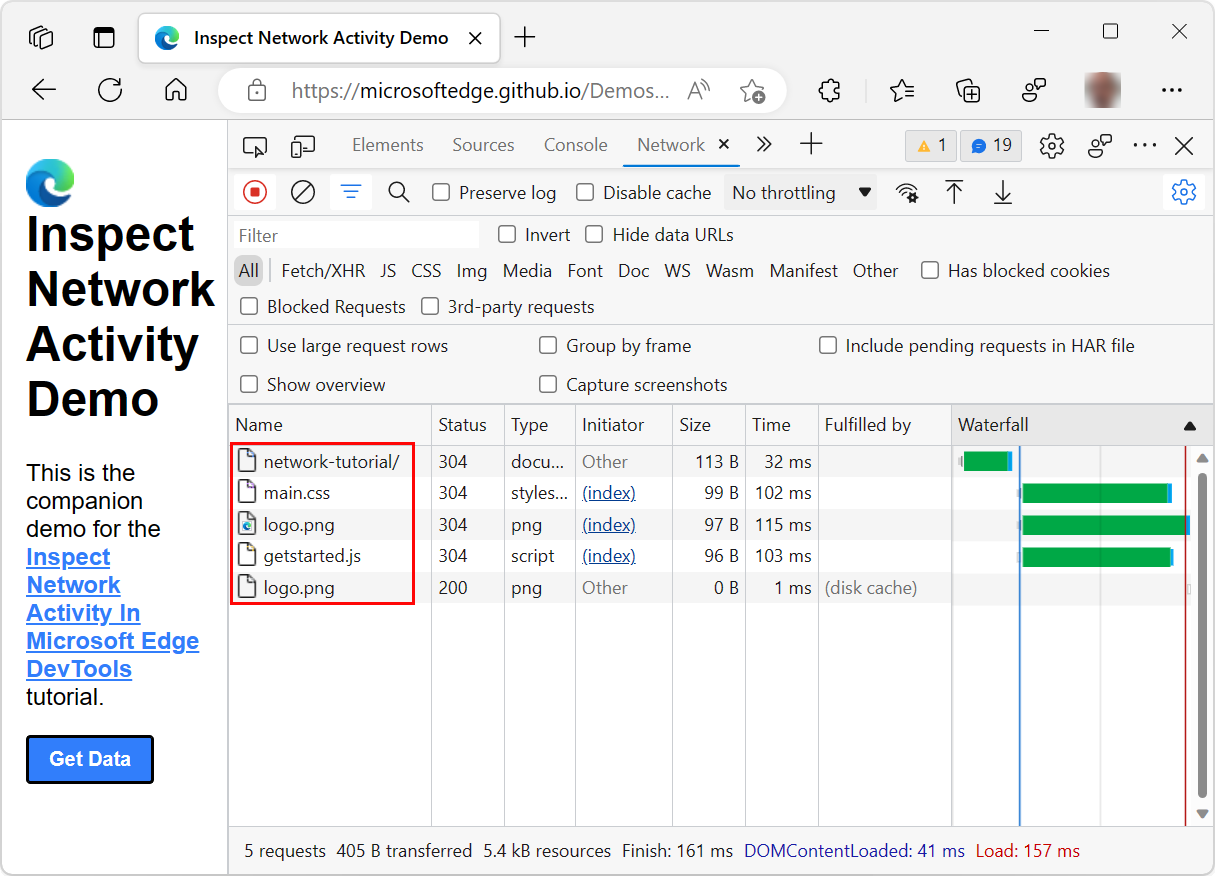 Inspect Network Activity Demo
https://microsoftedge.github.io/Demos...
Inspect
Network
Activity
Demo
This is the
companion
demo for the
Inspect
Network
Activity In
Microsoft Edge
DevTools
tutorial.
Get Data
Elements Sources Console Network 1 19
Preserve log Disable cache No throttling
Filter Invert Hide data URLs
All Fetch/XHR JS CSS Img Media Font Doc WS Wasm Manifest Other Has blocked cookies
Blocked Requests 3rd-party requests
Use large request rows Group by frame Include pending requests in HAR file
Show overview Capture screenshots
Name Status Type Initiator Size Time Fulfilled by Waterfall
network-tutorial/ 304 docu... Other 113 B 32 ms
main.css 304 styles... (index) 99 B 102 ms
logo.png 304 png (index) 97 B 115 ms
getstarted.js 304 script (index) 96 B 103 ms
logo.png 200 png Other 0 B 1 ms (disk cache)
5 requests 405 B transferred 5.4 kB resources Finish: 161 ms DOMContentLoaded: 41 ms Load: 157 ms